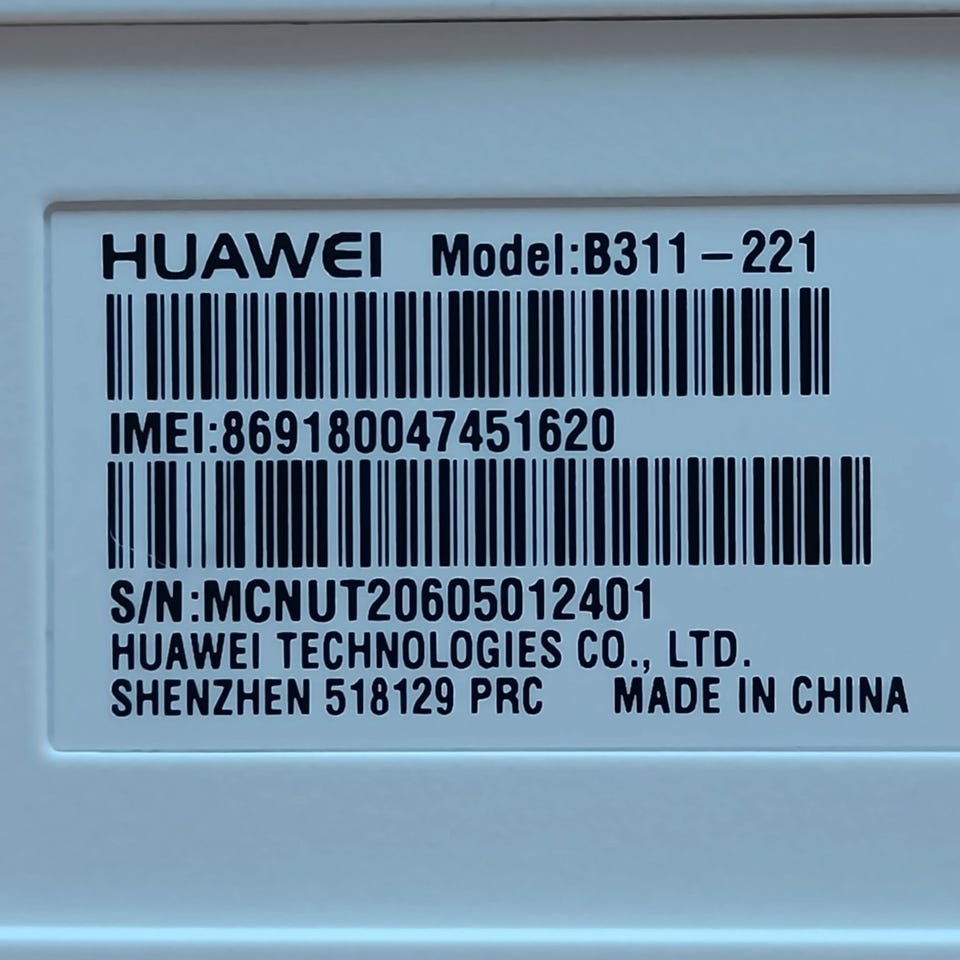 HUAWEI Model:B311-221
IMEI:869180047451620
S/N:MCNUT20605012401
HUAWEI TECHNOLOGIES CO., LTD.
SHENZHEN 518129 PRC MADE IN CHINA